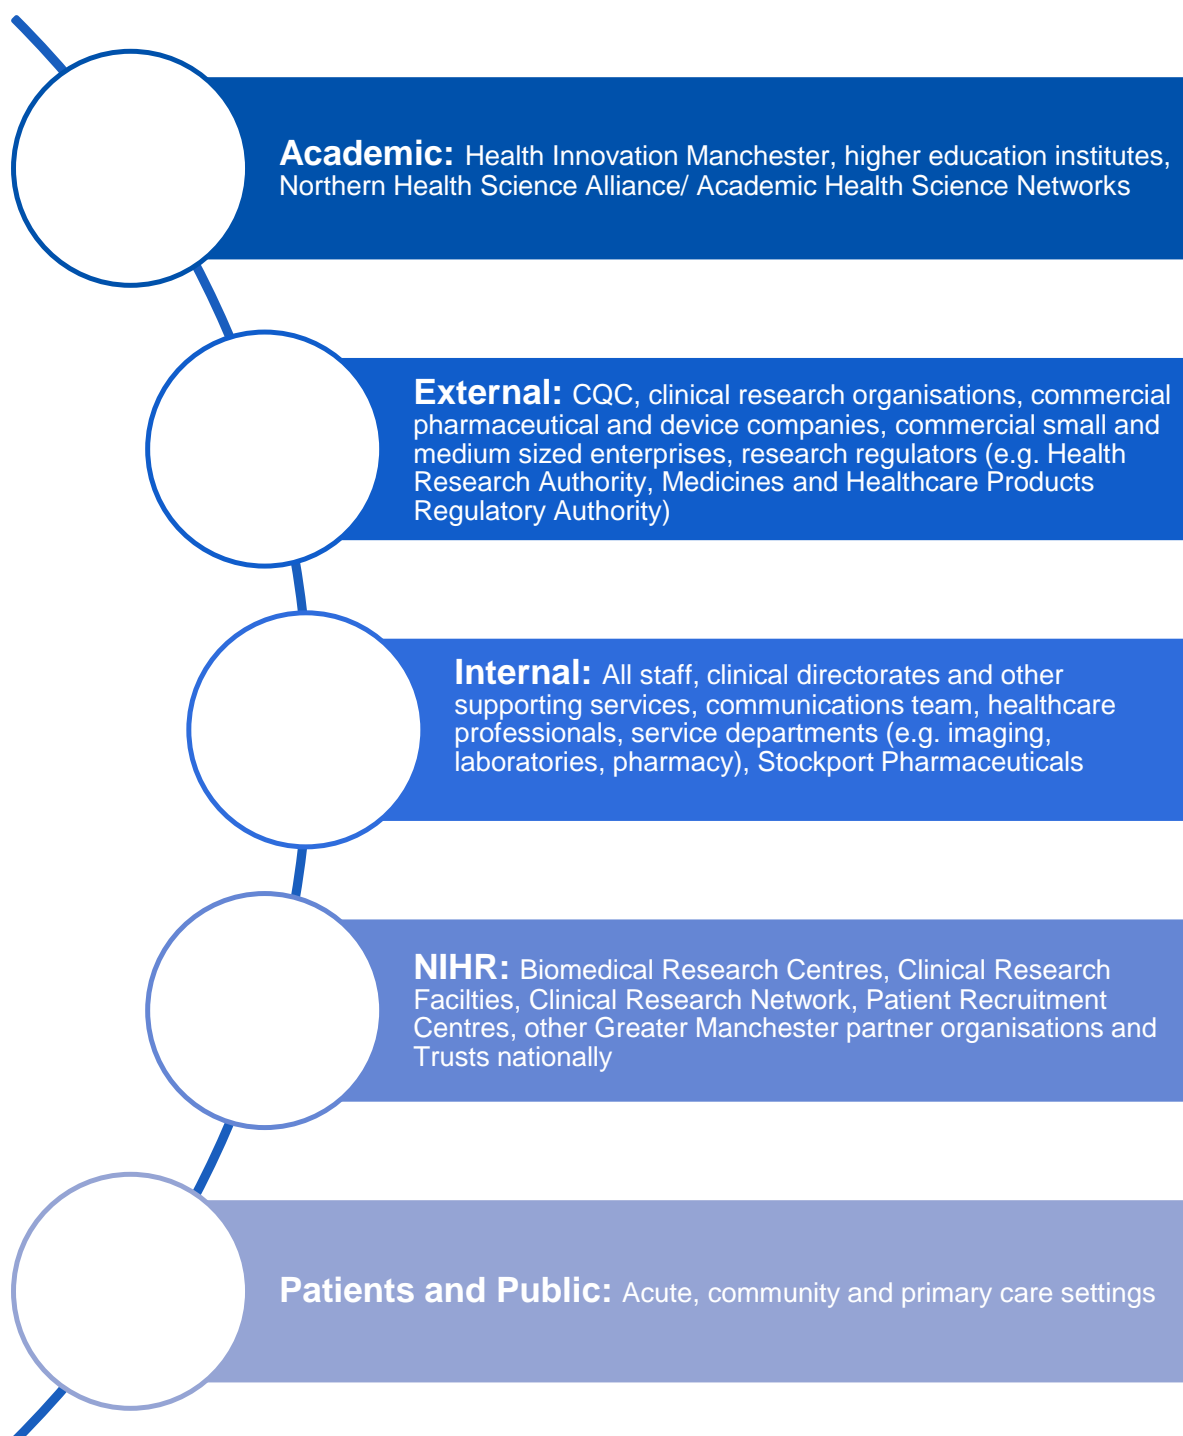 Academic: Health Innovation Manchester, higher education institutes,
Northern Health Science Alliance/ Academic Health Science Networks
External: CQC, clinical research organisations, commercial
pharmaceutical and device companies, commercial small and
medium sized enterprises, research regulators (e.g. Health
Research Authority, Medicines and Healthcare Products
Regulatory Authority)
Internal: All staff, clinical directorates and other
supporting services, communications team, healthcare
professionals, service departments (e.g. imaging,
laboratories, pharmacy), Stockport Pharmaceuticals
NIHR: Biomedical Research Centres, Clinical Research
Facilties, Clinical Research Network, Patient Recruitment
Centres, other Greater Manchester partner organisations and
Trusts nationally
Patients and Public: Acute, community and primary care settings